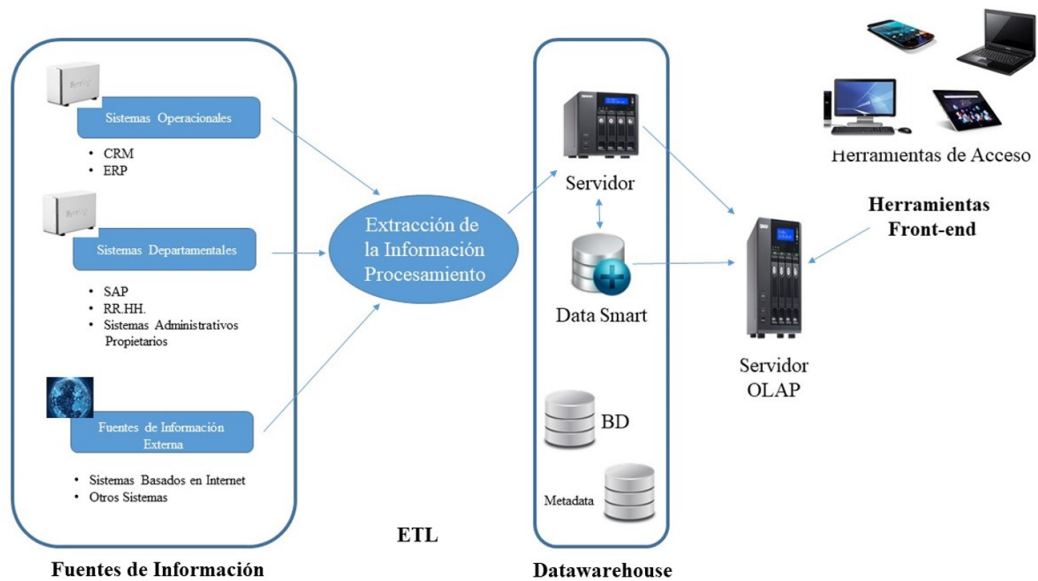 Sistemas Operacionales
• CRM
• ERP
Sistemas Departamentales
• SAP
• RR.HH.
• Sistemas Administrativos
Propietarios
Fuentes de Información
Externa
• Sistemas Basados en Internet
• Otros Sistemas
Fuentes de Información
Extracción de
la Información
Procesamiento
ETL
Servidor
Data Smart
BD
Metadata
Datawarehouse
Servidor
OLAP
Herramientas de Acceso
Herramientas
Front-end